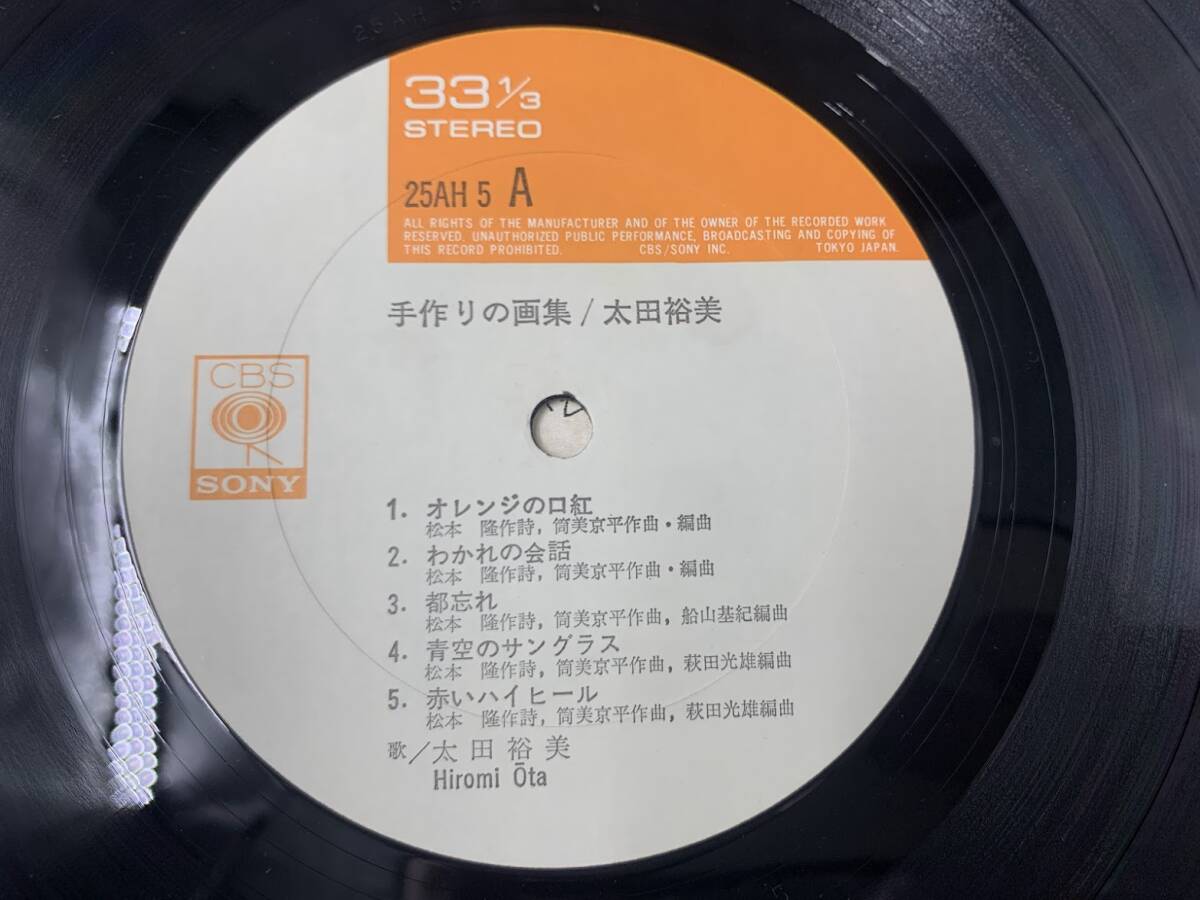 25AH 5
33 1/3
STEREO
25AH 5 A
ALL RIGHTS OF THE MANUFACTURER AND OF THE OWNER OF THE RECORDED WORK
RESERVED. UNAUTHORIZED PUBLIC PERFORMANCE, BROADCASTING AND COPYING OF
THIS RECORD PROHIBITED. CBS/SONY INC. TOKYO JAPAN.
手作りの画集/太田裕美
CBS
SONY
1. オレンジの口紅
松本 隆作詩, 筒美京平作曲・編曲
2. わかれの会話
松本 隆作詩, 筒美京平作曲・編曲
3. 都忘れ
松本 隆作詩, 筒美京平作曲, 船山基紀編曲
4. 青空のサングラス
松本 隆作詩, 筒美京平作曲, 萩田光雄編曲
5. 赤いハイヒール
松本 隆作詩, 筒美京平作曲, 萩田光雄編曲
歌/太田裕美
Hiromi Ōta